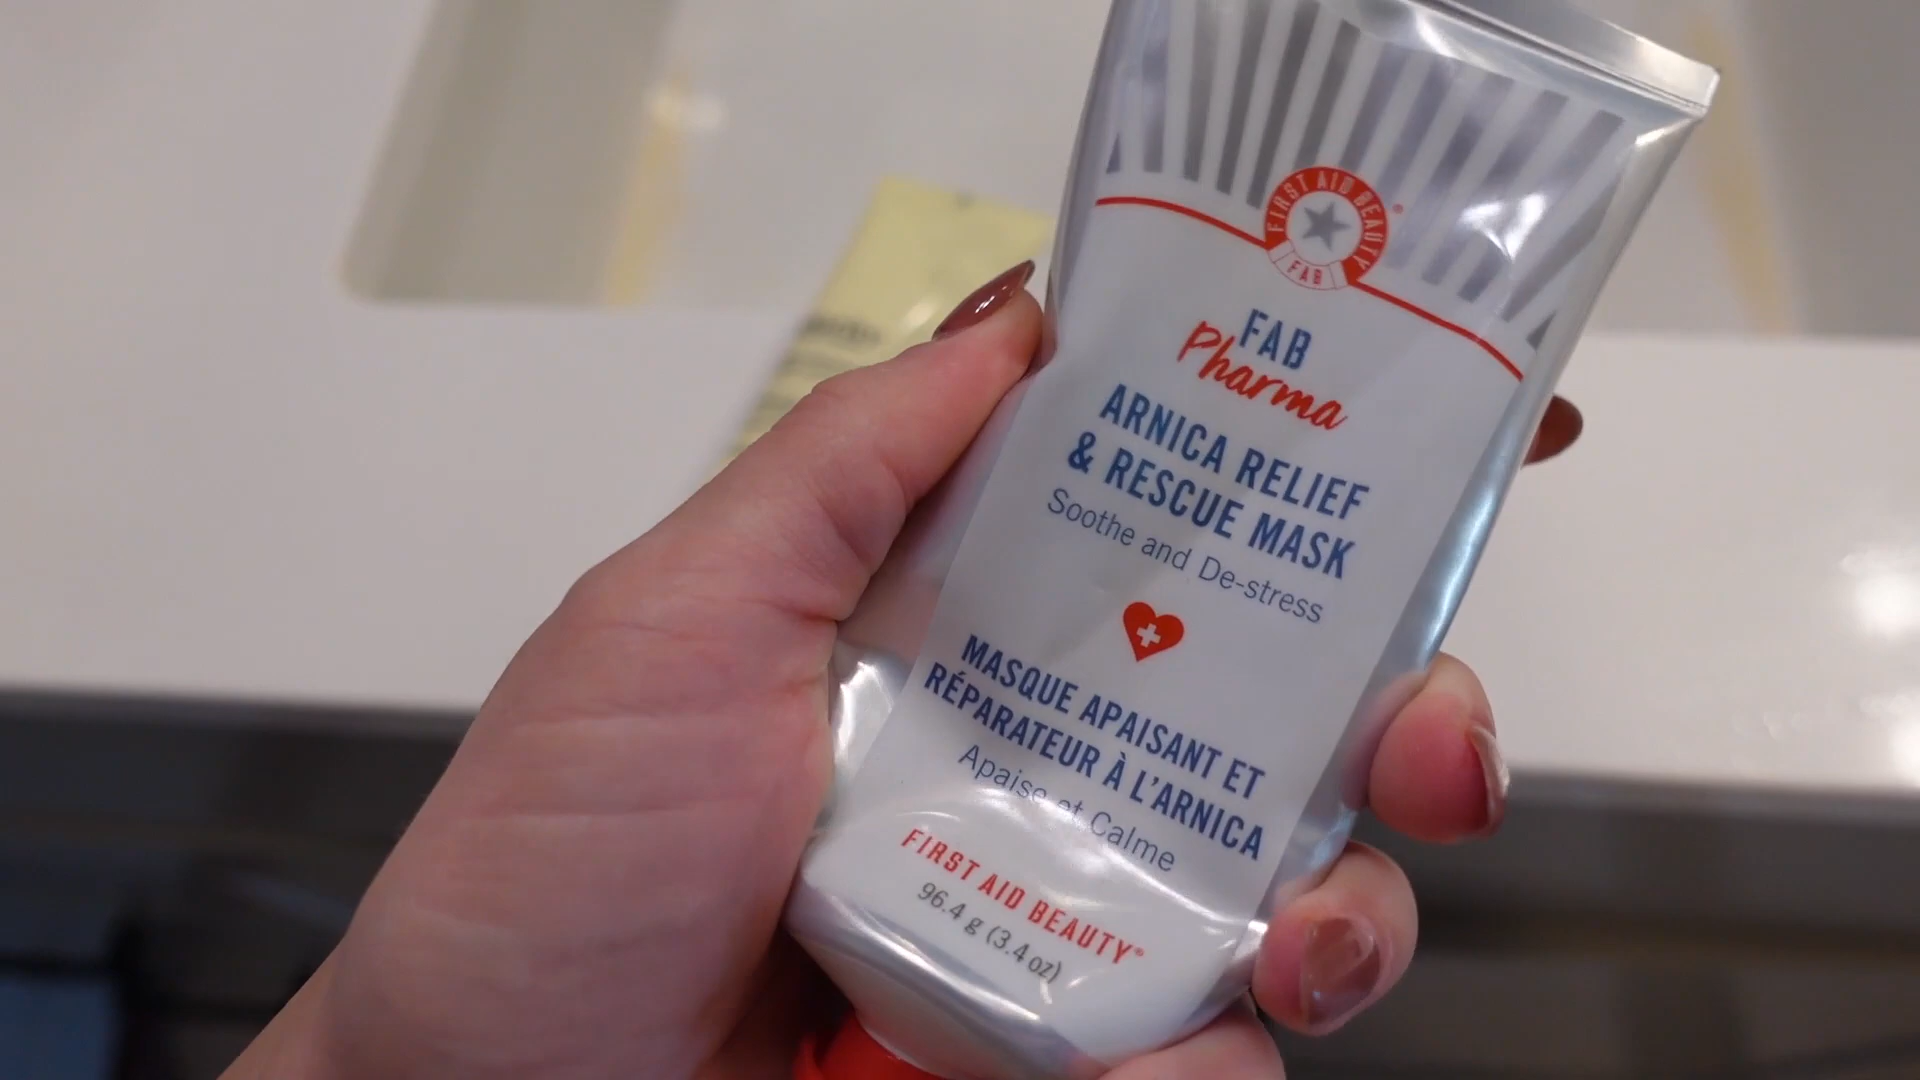 FIRST AID BEAUTY®
FAB
FAB
Pharma
ARNICA RELIEF
& RESCUE MASK
Soothe and De-stress
MASQUE APAISANT ET
RÉPARATEUR À L'ARNICA
Apaise et Calme
FIRST AID BEAUTY®
96.4 g (3.4 oz)